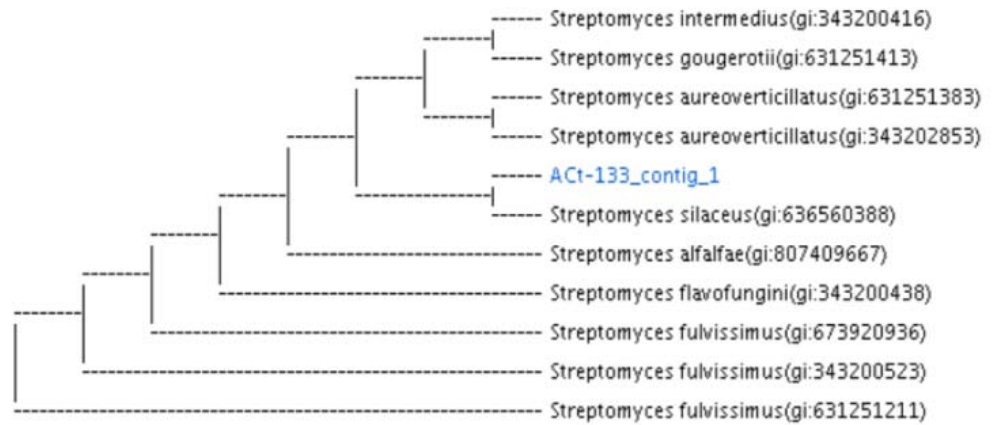 Streptomyces intermedius(gi:343200416)
Streptomyces gougerotii(gi:631251413)
Streptomyces aureoverticillatus(gi:631251383)
Streptomyces aureoverticillatus(gi:343202853)
ACt-133_contig_1
Streptomyces silaceus(gi:636560388)
Streptomyces alfalfae(gi:807409667)
Streptomyces flavofungini(gi:343200438)
Streptomyces fulvissimus(gi:673920936)
Streptomyces fulvissimus(gi:343200523)
Streptomyces fulvissimus(gi:631251211)